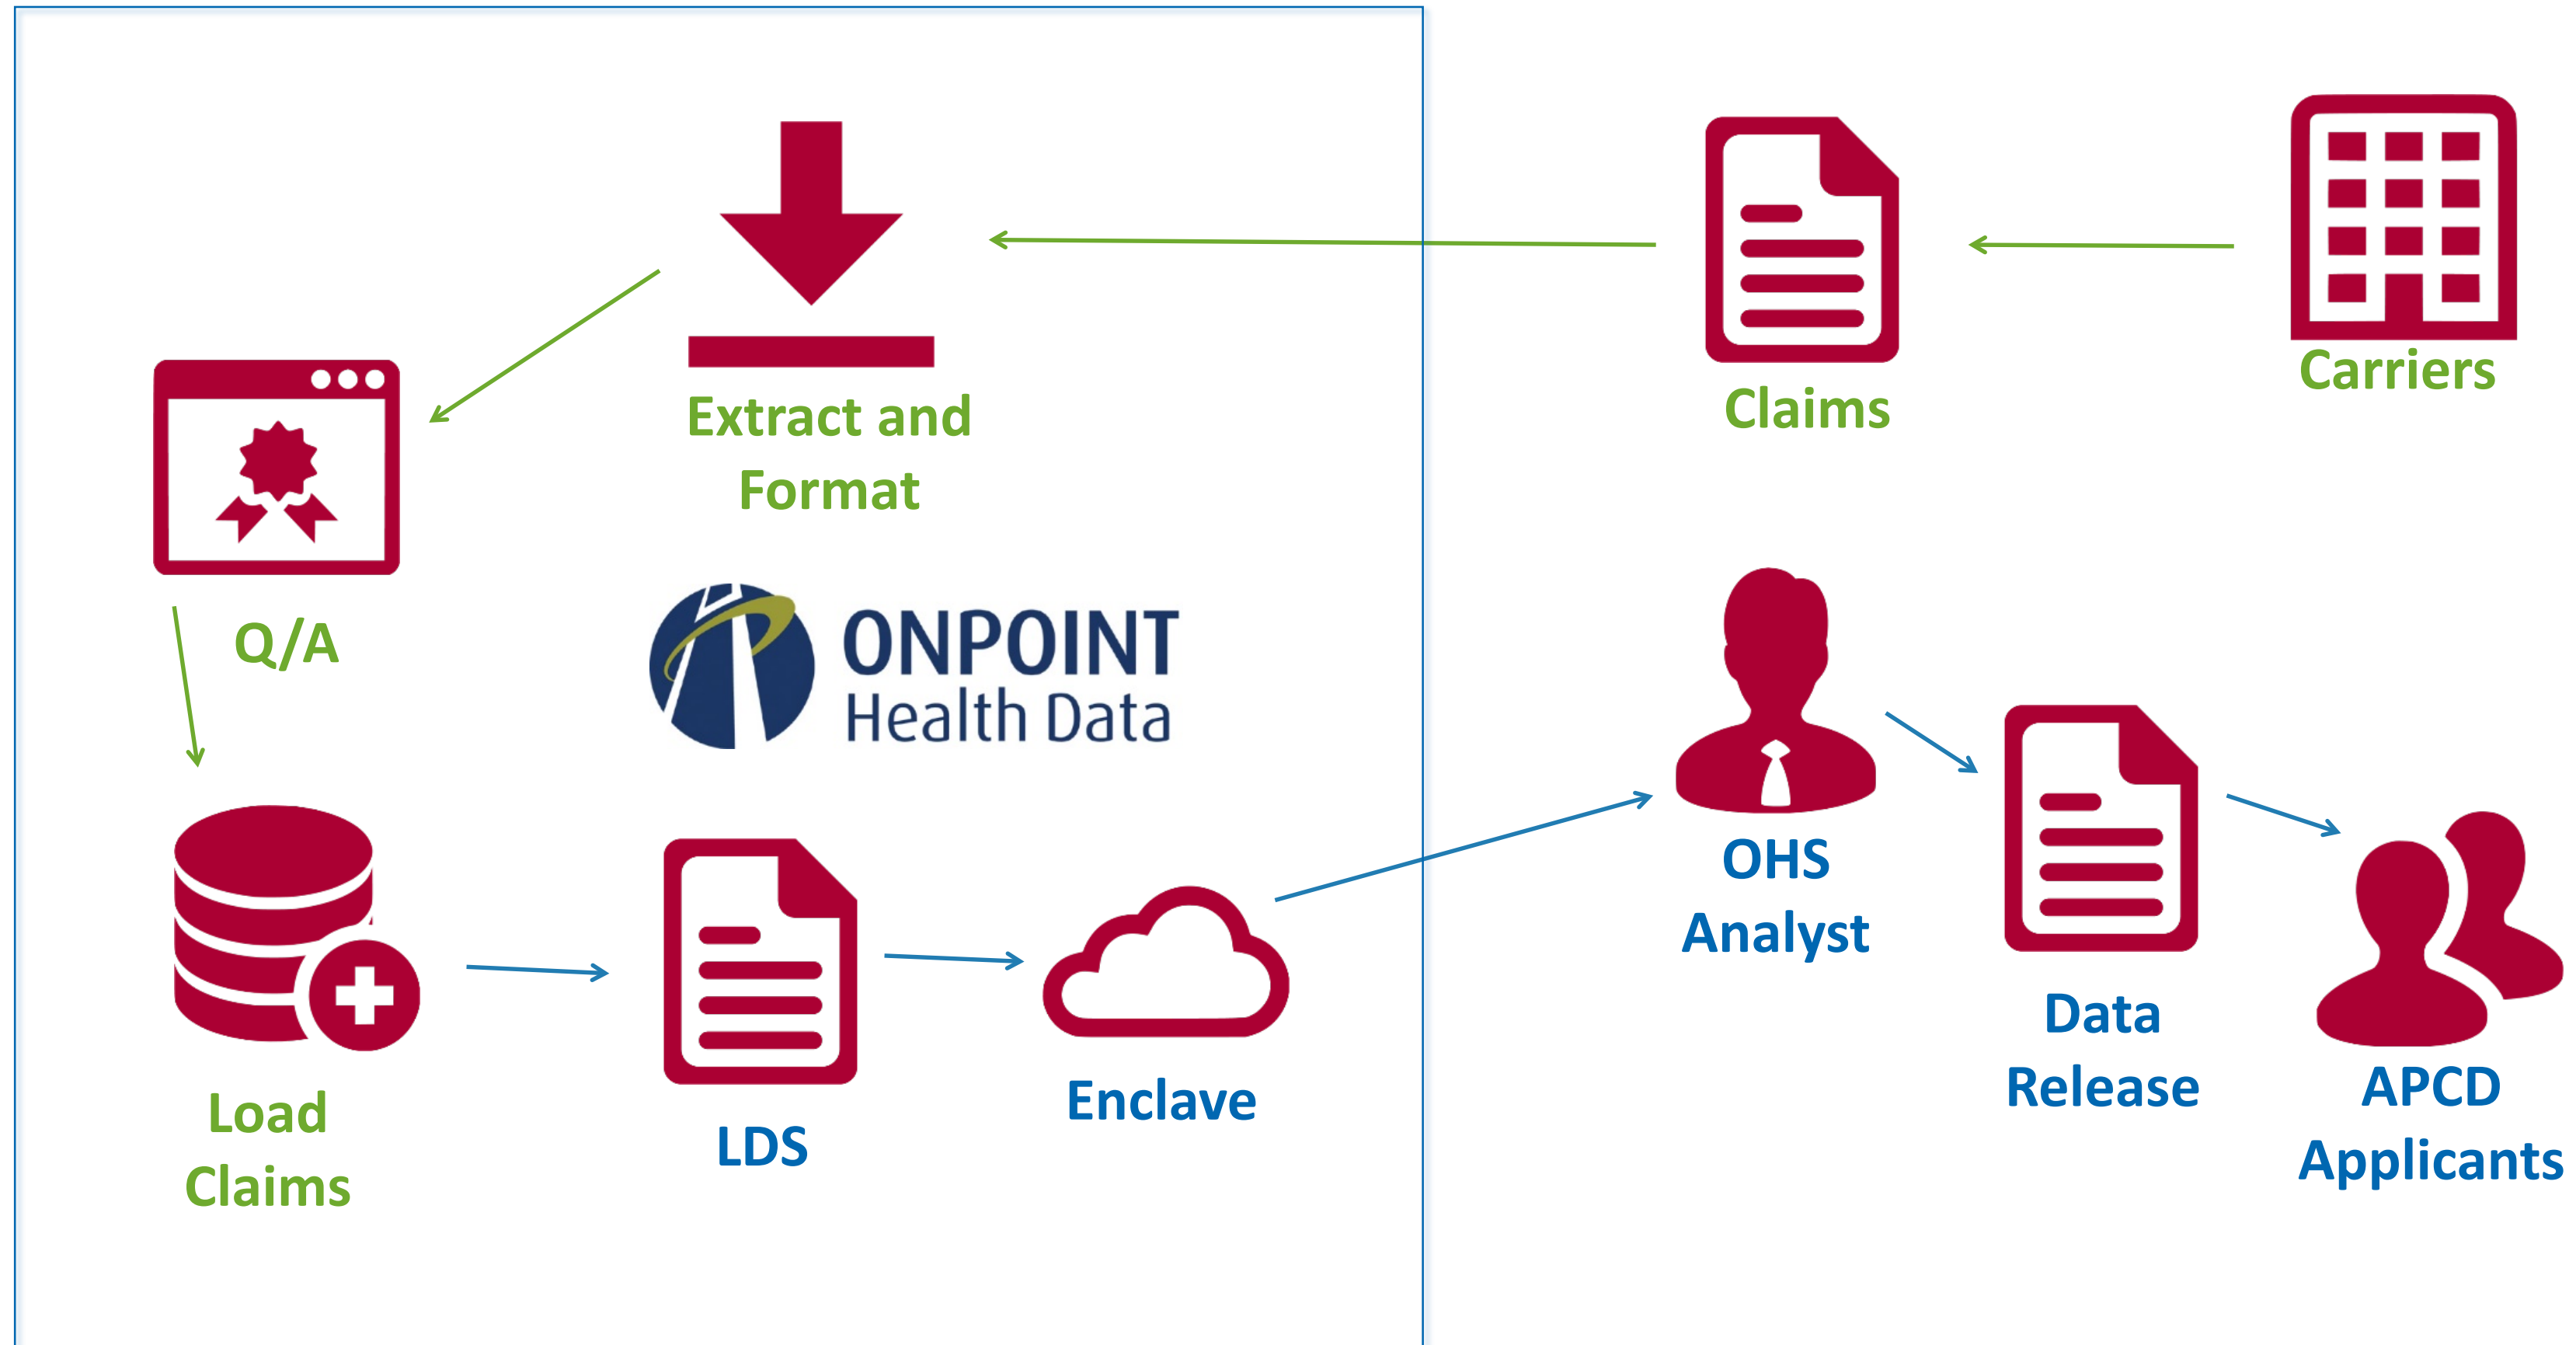 Carriers
Claims
Extract and
Format
Q/A
ONPOINT
Health Data
Load
Claims
LDS
Enclave
OHS
Analyst
Data
Release
APCD
Applicants